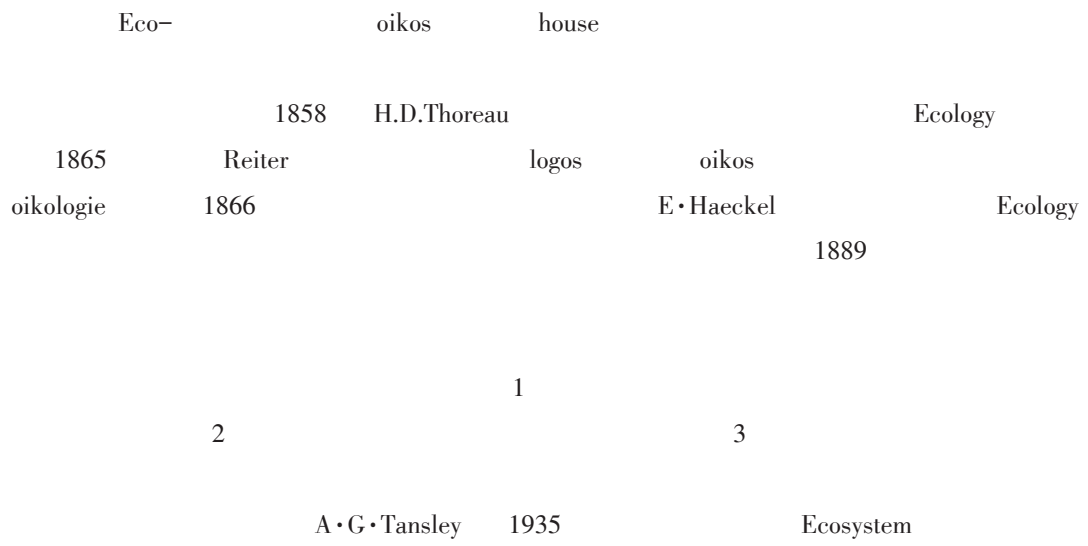 Eco- oikos house
1858 H.D.Thoreau Ecology
1865 Reiter logos oikos
oikologie 1866 E·Haeckel Ecology
1889
1
2 3
A·G·Tansley 1935 Ecosystem